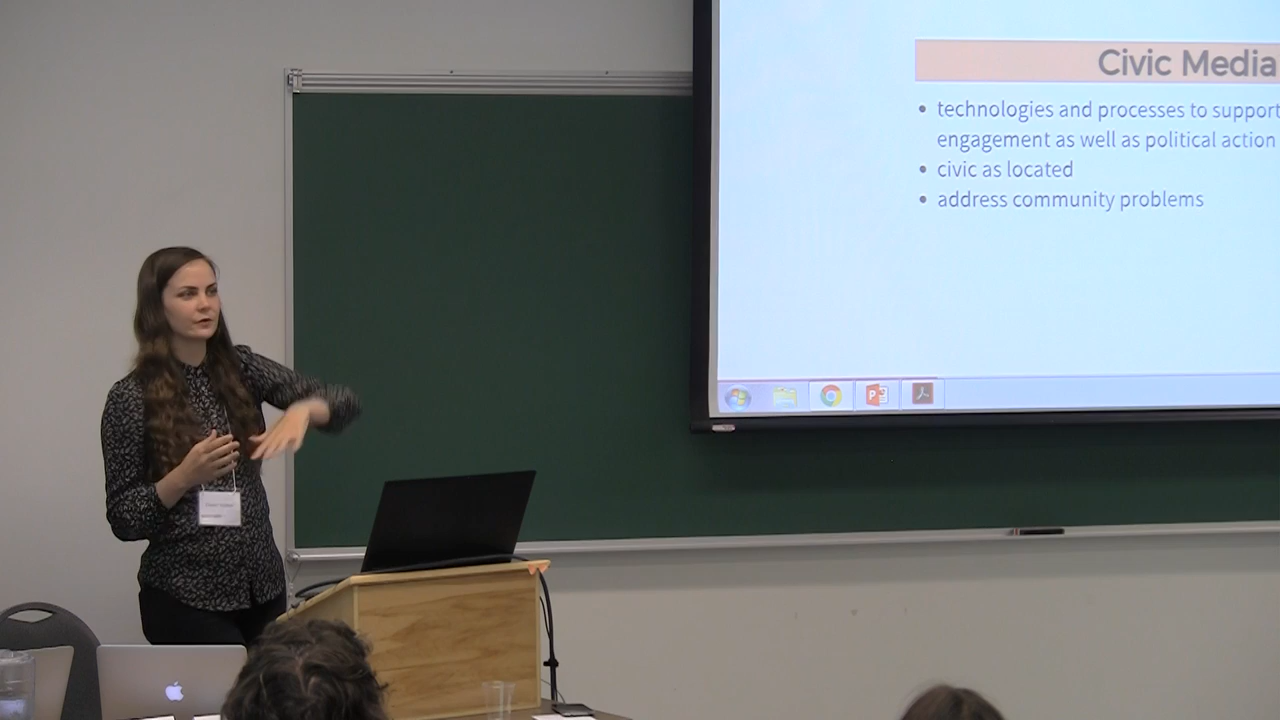 Civic Media
technologies and processes to support
engagement as well as political action
civic as located
address community problems